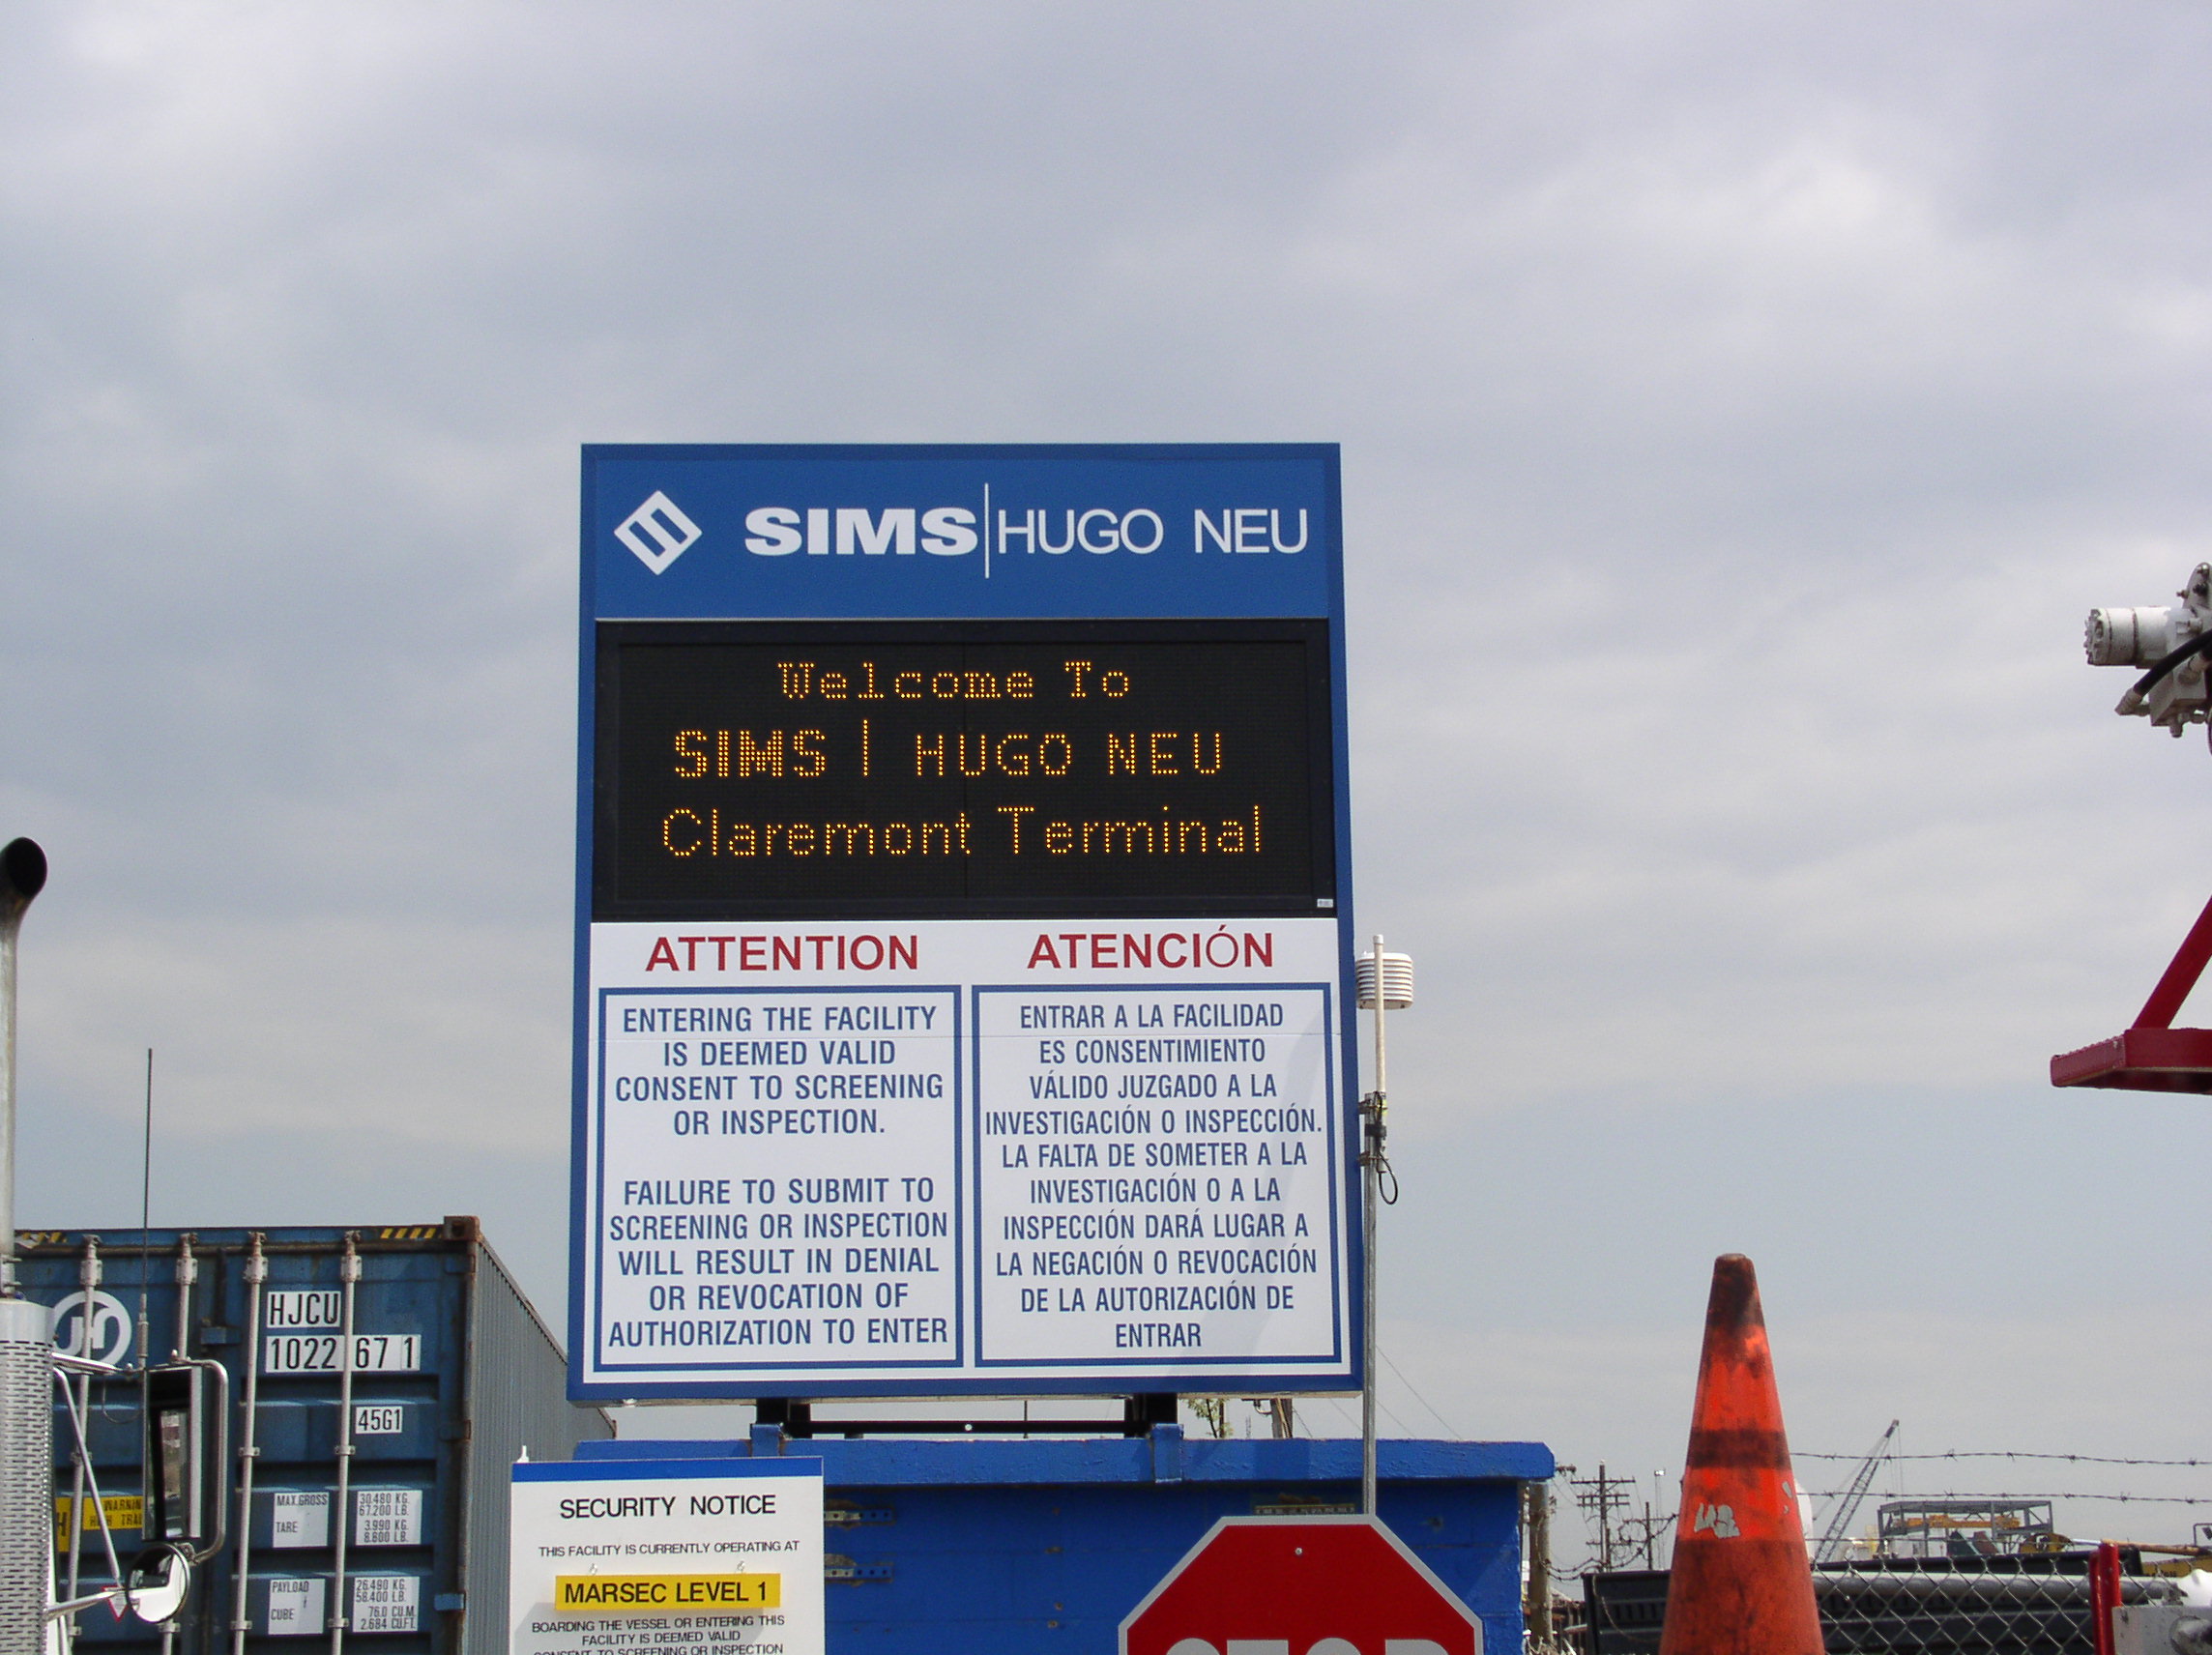 SIMS | HUGO NEU
Welcome To
SIMS | HUGO NEU
Claremont Terminal
ATTENTION
ENTERING THE FACILITY
IS DEEMED VALID
CONSENT TO SCREENING
OR INSPECTION.
FAILURE TO SUBMIT TO
SCREENING OR INSPECTION
WILL RESULT IN DENIAL
OR REVOCATION OF
AUTHORIZATION TO ENTER
ATENCIÓN
ENTRAR A LA FACILIDAD
ES CONSENTIMIENTO
VÁLIDO JUZGADO A LA
INVESTIGACIÓN O INSPECCIÓN.
LA FALTA DE SOMETER A LA
INVESTIGACIÓN O A LA
INSPECCIÓN DARÁ LUGAR A
LA NEGACIÓN O REVOCACIÓN
DE LA AUTORIZACIÓN DE
ENTRAR
HJCU
1022 67 1
45G1
MAX.GROSS 30.480 KG.
67.200 LB.
TARE 3.990 KG.
8.800 LB.
PAYLOAD 26.490 KG.
58.400 LB.
CUBE 76.0 CU.M.
2.684 CU.FT.
SECURITY NOTICE
THIS FACILITY IS CURRENTLY OPERATING AT
MARSEC LEVEL 1
BOARDING THE VESSEL OR ENTERING THIS
FACILITY IS DEEMED VALID
CONSENT TO SCREENING OR INSPECTION
STOP